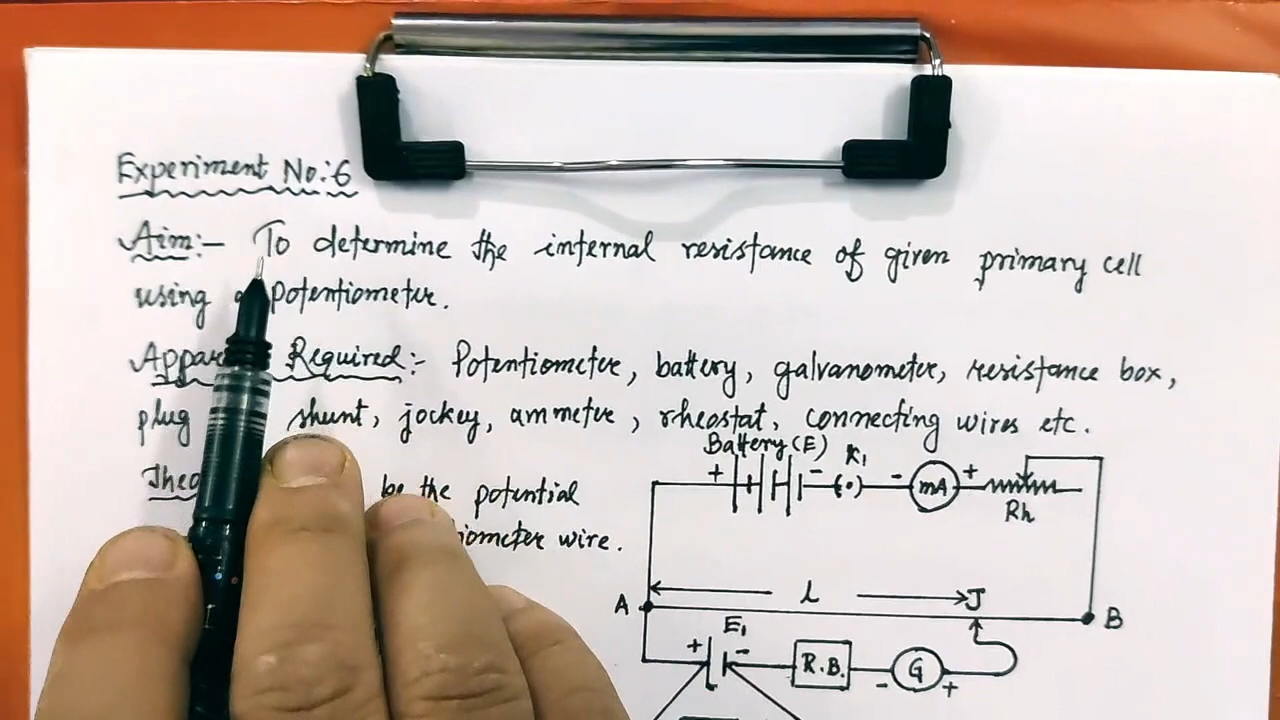 Experiment No:6
Aim:- To determine the internal resistance of given primary cell
using potentiometer.
Required:- Potentiometer, battery, galvanometer, resistance box,
plug shunt, jockey, ammeter, rheostat, connecting wires etc.
be the potential
wire.
Battery(E)
+ - K₁ - mA +
Rh
A l J B
E₁
+ - R.B. - G +